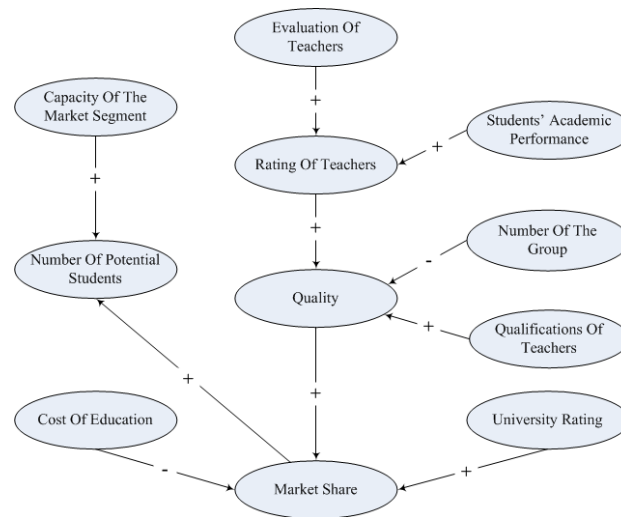 Evaluation Of
Teachers
Capacity Of The
Market Segment
+
Students' Academic
Performance
+
Rating Of Teachers
+
+
Number Of The
Group
Number Of Potential
Students
-
Quality
+
Qualifications Of
Teachers
+
+
Cost Of Education
University Rating
-
+
Market Share